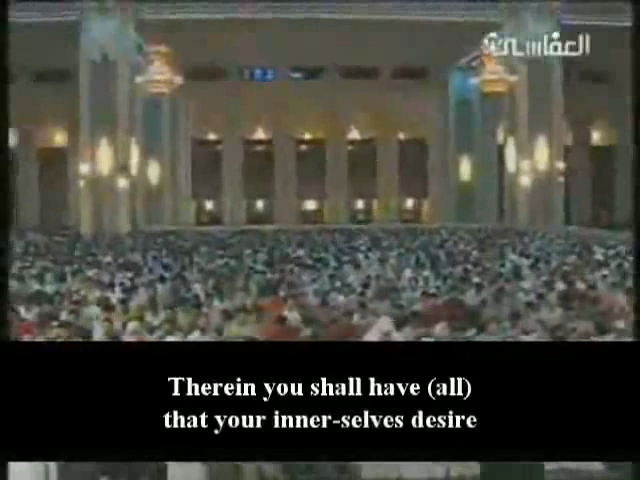 العفاسي
Therein you shall have (all)
that your inner-selves desire